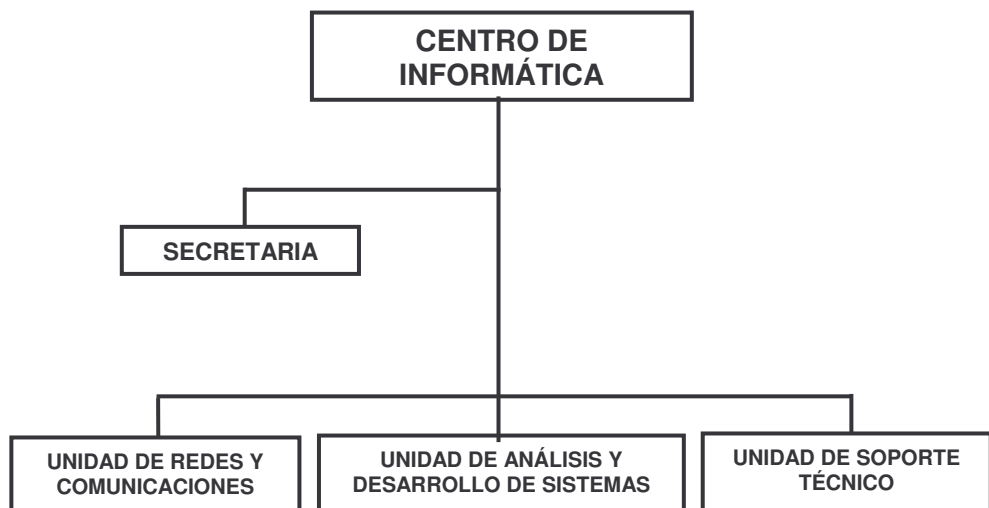 CENTRO DE
INFORMÁTICA
SECRETARIA
UNIDAD DE REDES Y
COMUNICACIONES
UNIDAD DE ANÁLISIS Y
DESARROLLO DE SISTEMAS
UNIDAD DE SOPORTE
TÉCNICO